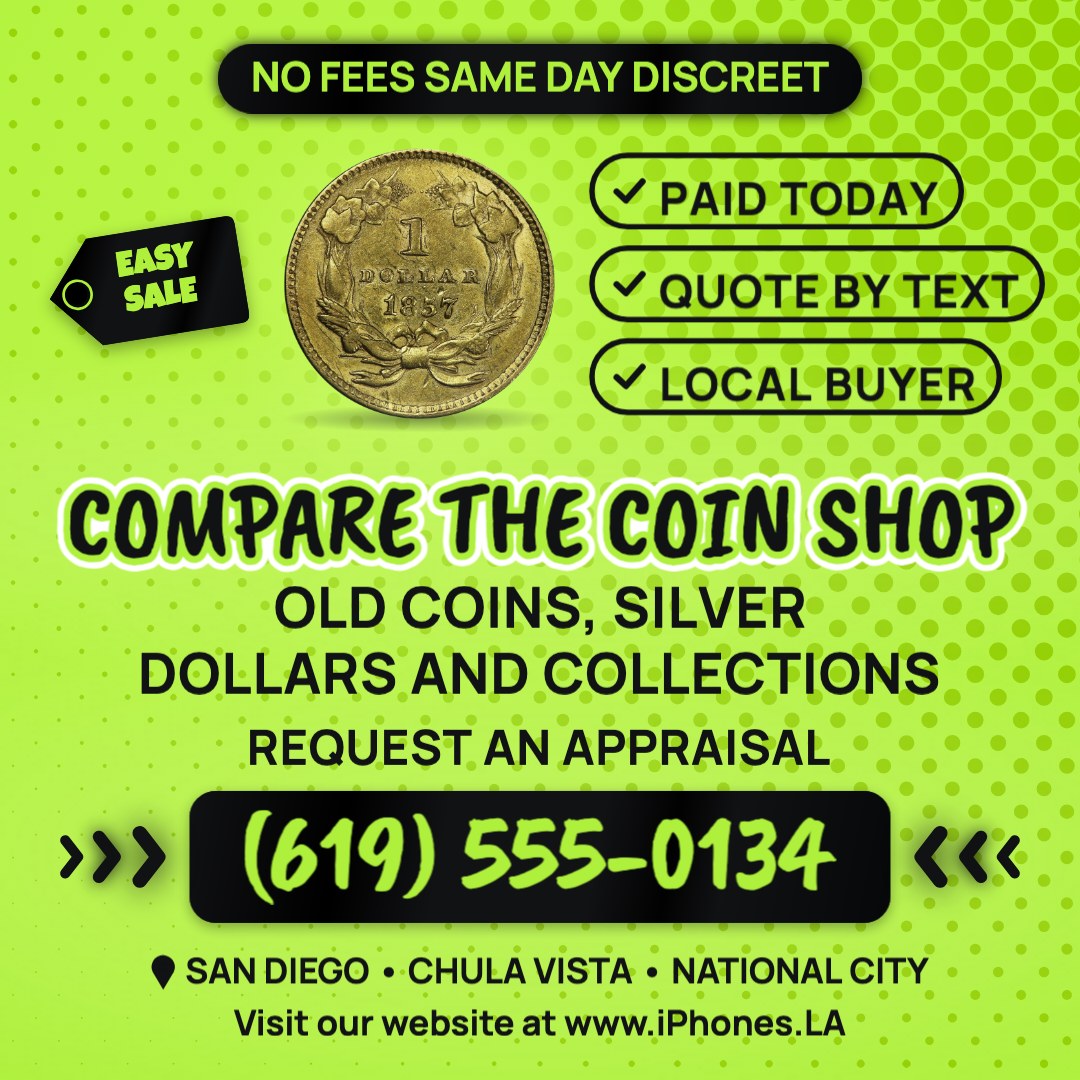 NO FEES SAME DAY DISCREET
EASY
SALE
1
DOLLAR
1857
PAID TODAY
QUOTE BY TEXT
LOCAL BUYER
COMPARE THE COIN SHOP
OLD COINS, SILVER
DOLLARS AND COLLECTIONS
REQUEST AN APPRAISAL
(619) 555-0134
SAN DIEGO • CHULA VISTA • NATIONAL CITY
Visit our website at www.iPhones.LA